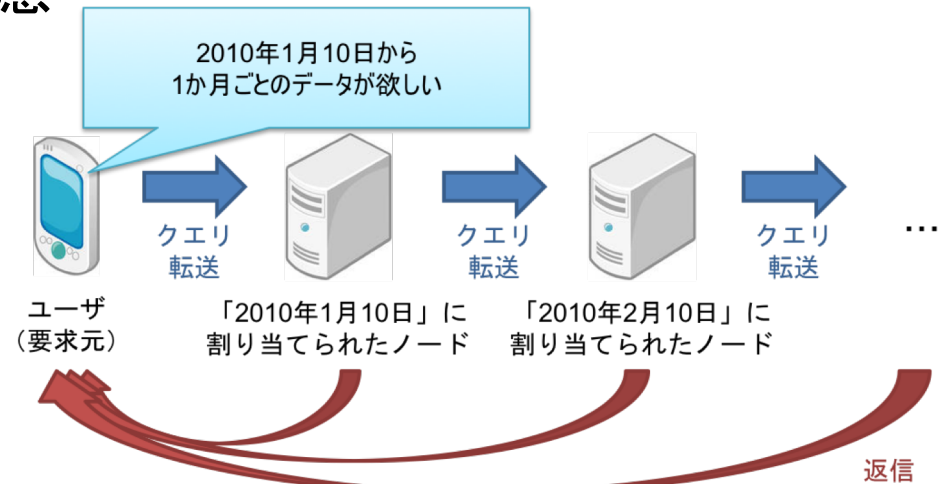 2010年1月10日から
1か月ごとのデータが欲しい
クエリ
転送
クエリ
転送
クエリ
転送
…
ユーザ
（要求元）
「2010年1月10日」に
割り当てられたノード
「2010年2月10日」に
割り当てられたノード
返信